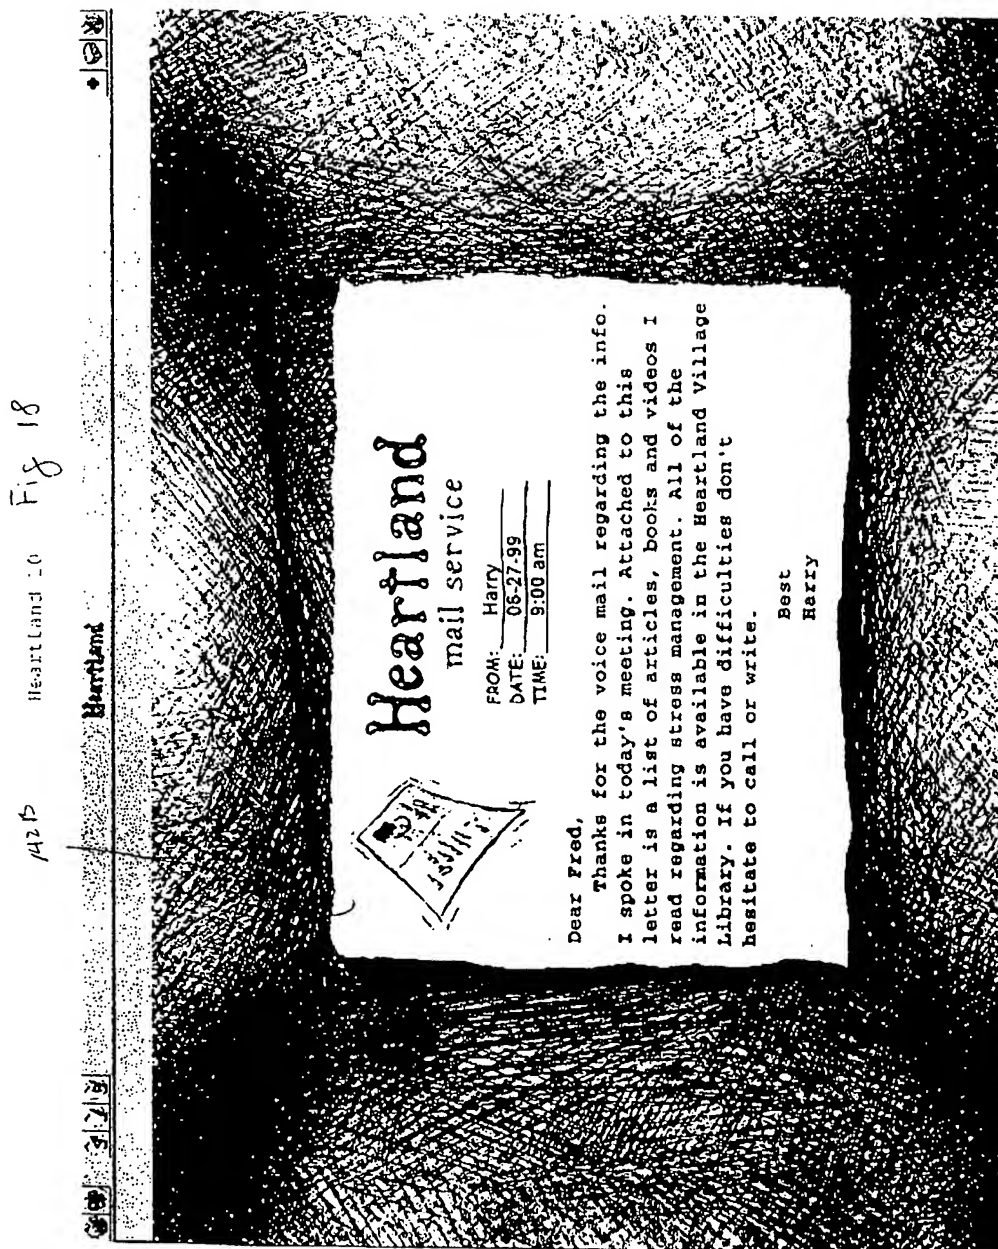 Heartland 2.0 Fig 18
Heartland
Heartland
mail service
FROM: Harry
DATE: 06-27-99
TIME: 9:00 am
Dear Fred,
Thanks for the voice mail regarding the info.
I spoke in today's meeting. Attached to this
letter is a list of articles, books and videos I
read regarding stress management. All of the
information is available in the Heartland Village
Library. If you have difficulties don't
hesitate to call or write.
Best
Harry